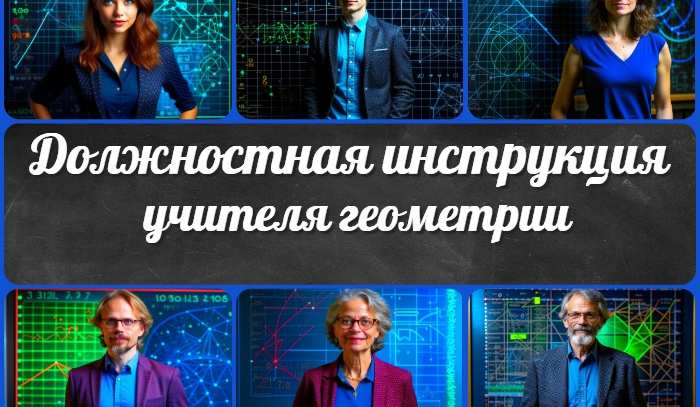 Должностная инструкция
учителя геометрии